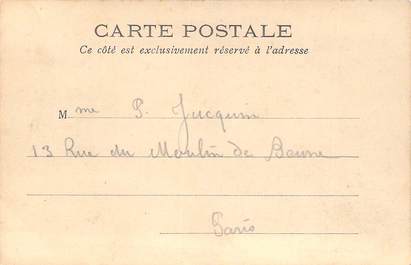 CARTE POSTALE
Ce côté est exclusivement réservé à l'adresse
Mme P. Jucquin
13 Rue du Moulin de Beurre
Paris